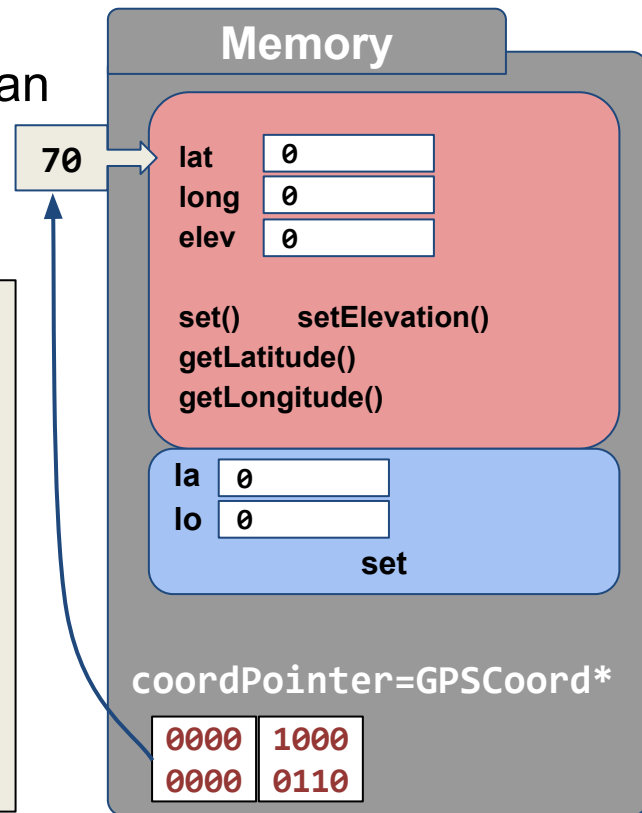 Memory
an
70
lat 0
long 0
elev 0
set() setElevation()
getLatitude()
getLongitude()
la 0
lo 0
set
coordPointer=GPSCoord*
0000 1000
0000 0110